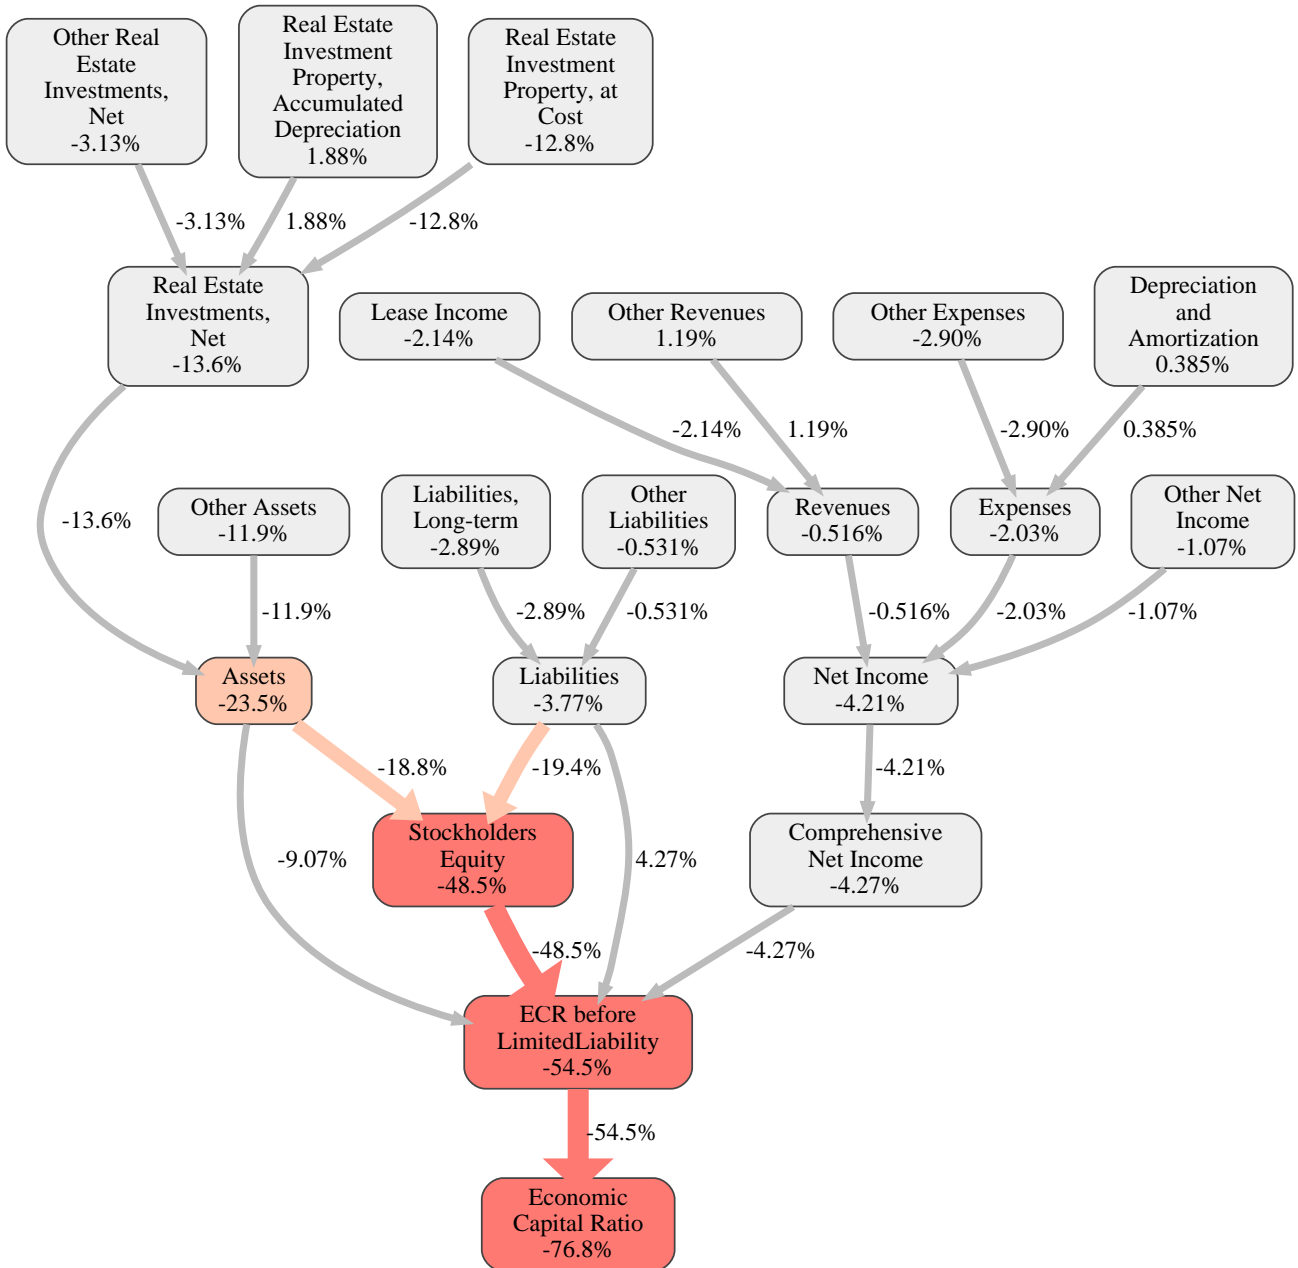 Other Real
Estate
Investments,
Net
-3.13%
Real Estate
Investment
Property,
Accumulated
Depreciation
1.88%
Real Estate
Investment
Property, at
Cost
-12.8%
-3.13%
1.88%
-12.8%
Real Estate
Investments,
Net
-13.6%
Lease Income
-2.14%
Other Revenues
1.19%
Other Expenses
-2.90%
Depreciation
and
Amortization
0.385%
-2.14%
1.19%
-2.90%
0.385%
-13.6%
Other Assets
-11.9%
Liabilities,
Long-term
-2.89%
Other
Liabilities
-0.531%
Revenues
-0.516%
Expenses
-2.03%
Other Net
Income
-1.07%
-11.9%
-2.89%
-0.531%
-0.516%
-2.03%
-1.07%
Assets
-23.5%
Liabilities
-3.77%
Net Income
-4.21%
-18.8%
-19.4%
-4.21%
-9.07%
Stockholders
Equity
-48.5%
4.27%
Comprehensive
Net Income
-4.27%
-48.5%
-4.27%
ECR before
LimitedLiability
-54.5%
-54.5%
Economic
Capital Ratio
-76.8%